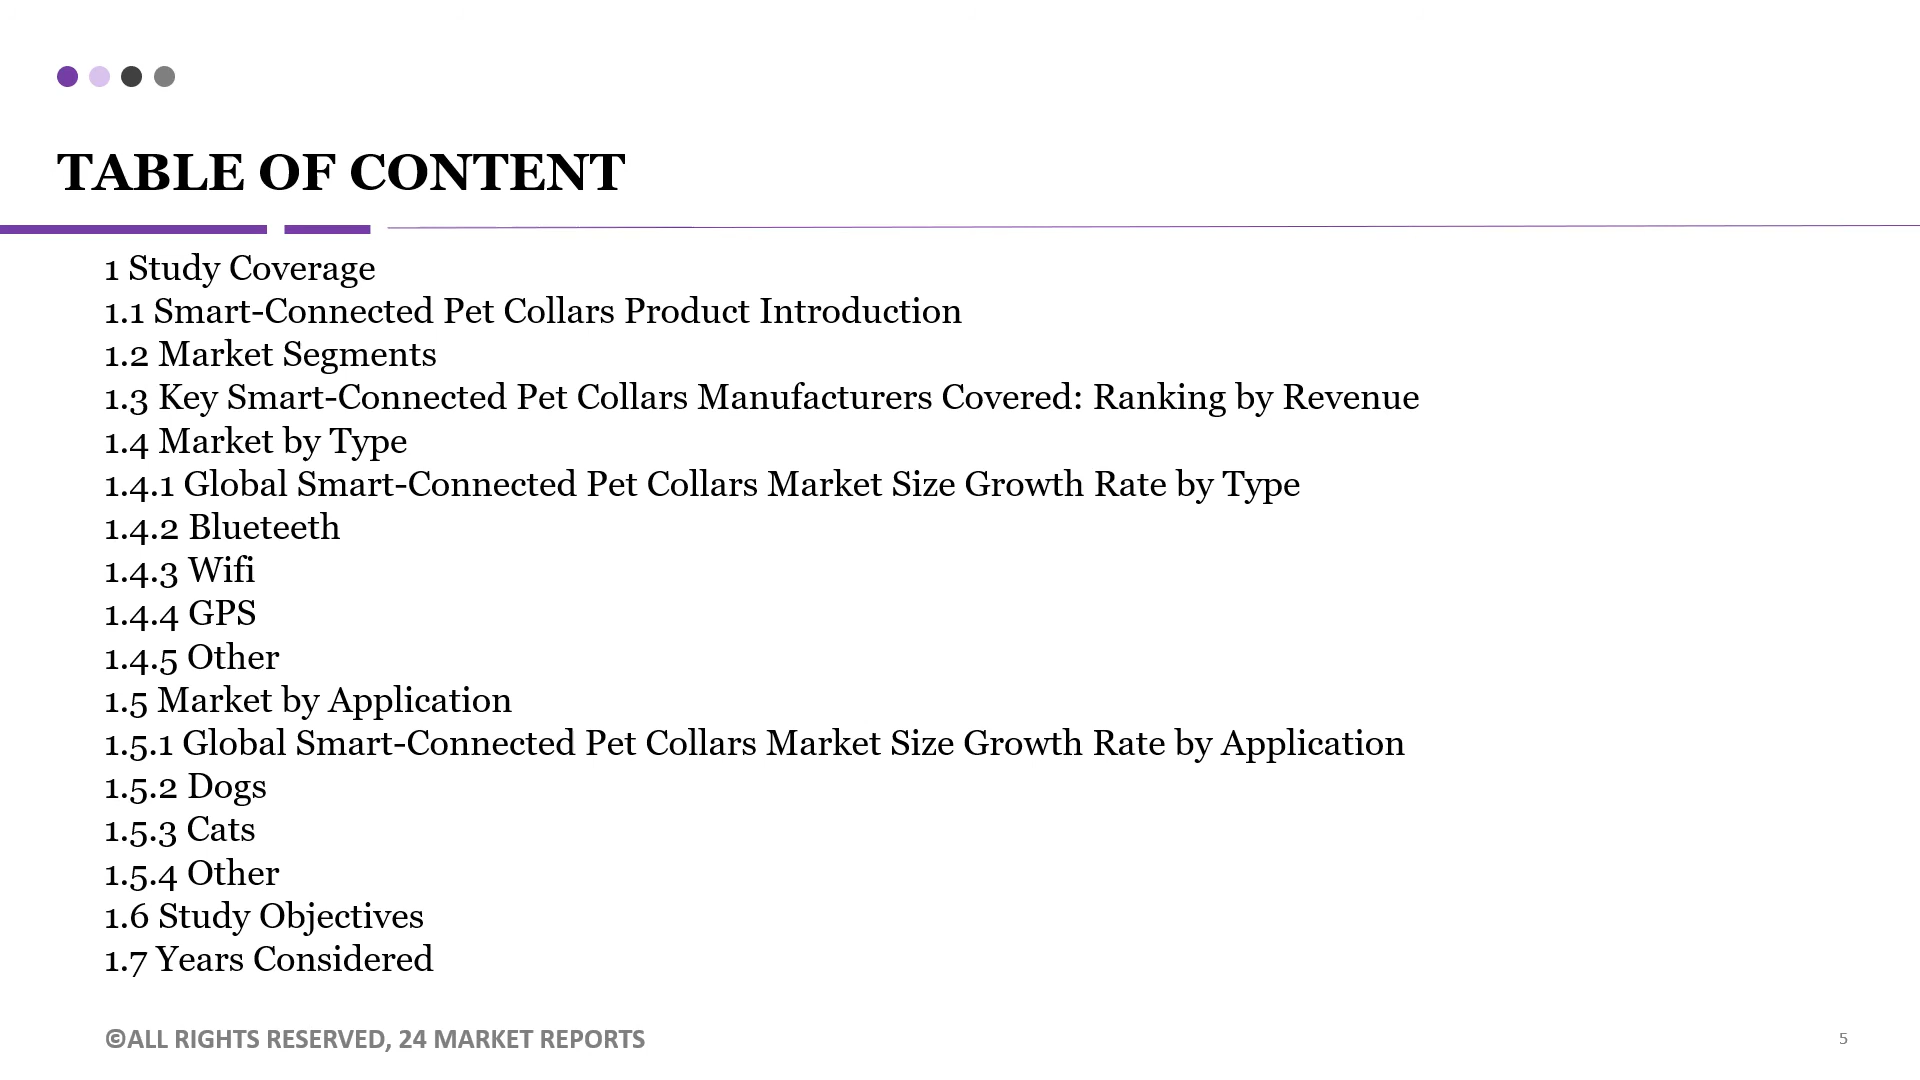 TABLE OF CONTENT
1 Study Coverage
1.1 Smart-Connected Pet Collars Product Introduction
1.2 Market Segments
1.3 Key Smart-Connected Pet Collars Manufacturers Covered: Ranking by Revenue
1.4 Market by Type
1.4.1 Global Smart-Connected Pet Collars Market Size Growth Rate by Type
1.4.2 Blueteeth
1.4.3 Wifi
1.4.4 GPS
1.4.5 Other
1.5 Market by Application
1.5.1 Global Smart-Connected Pet Collars Market Size Growth Rate by Application
1.5.2 Dogs
1.5.3 Cats
1.5.4 Other
1.6 Study Objectives
1.7 Years Considered
©ALL RIGHTS RESERVED, 24 MARKET REPORTS
5